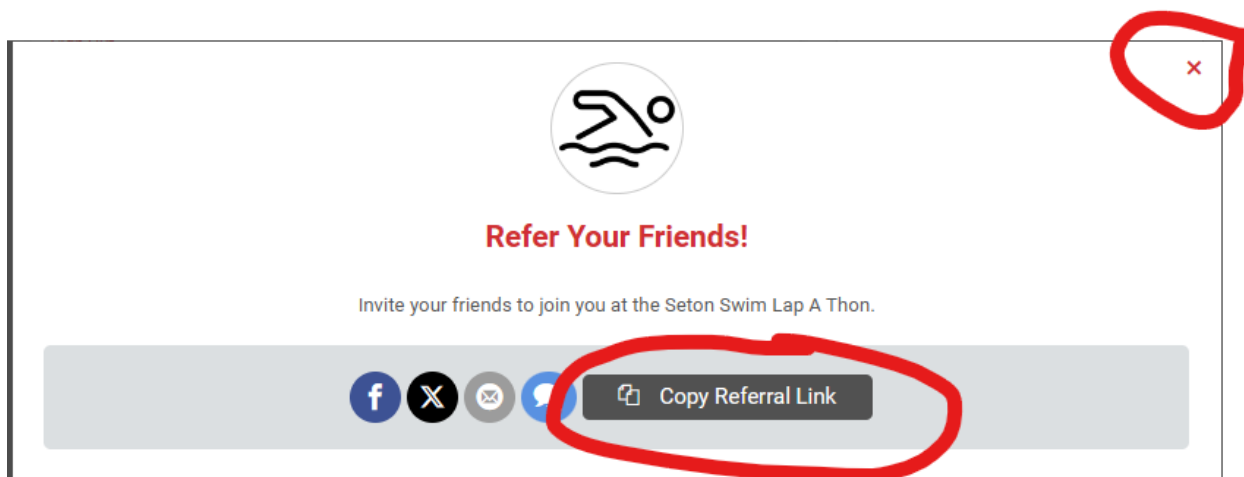 Refer Your Friends!
Invite your friends to join you at the Seton Swim Lap A Thon.
Copy Referral Link